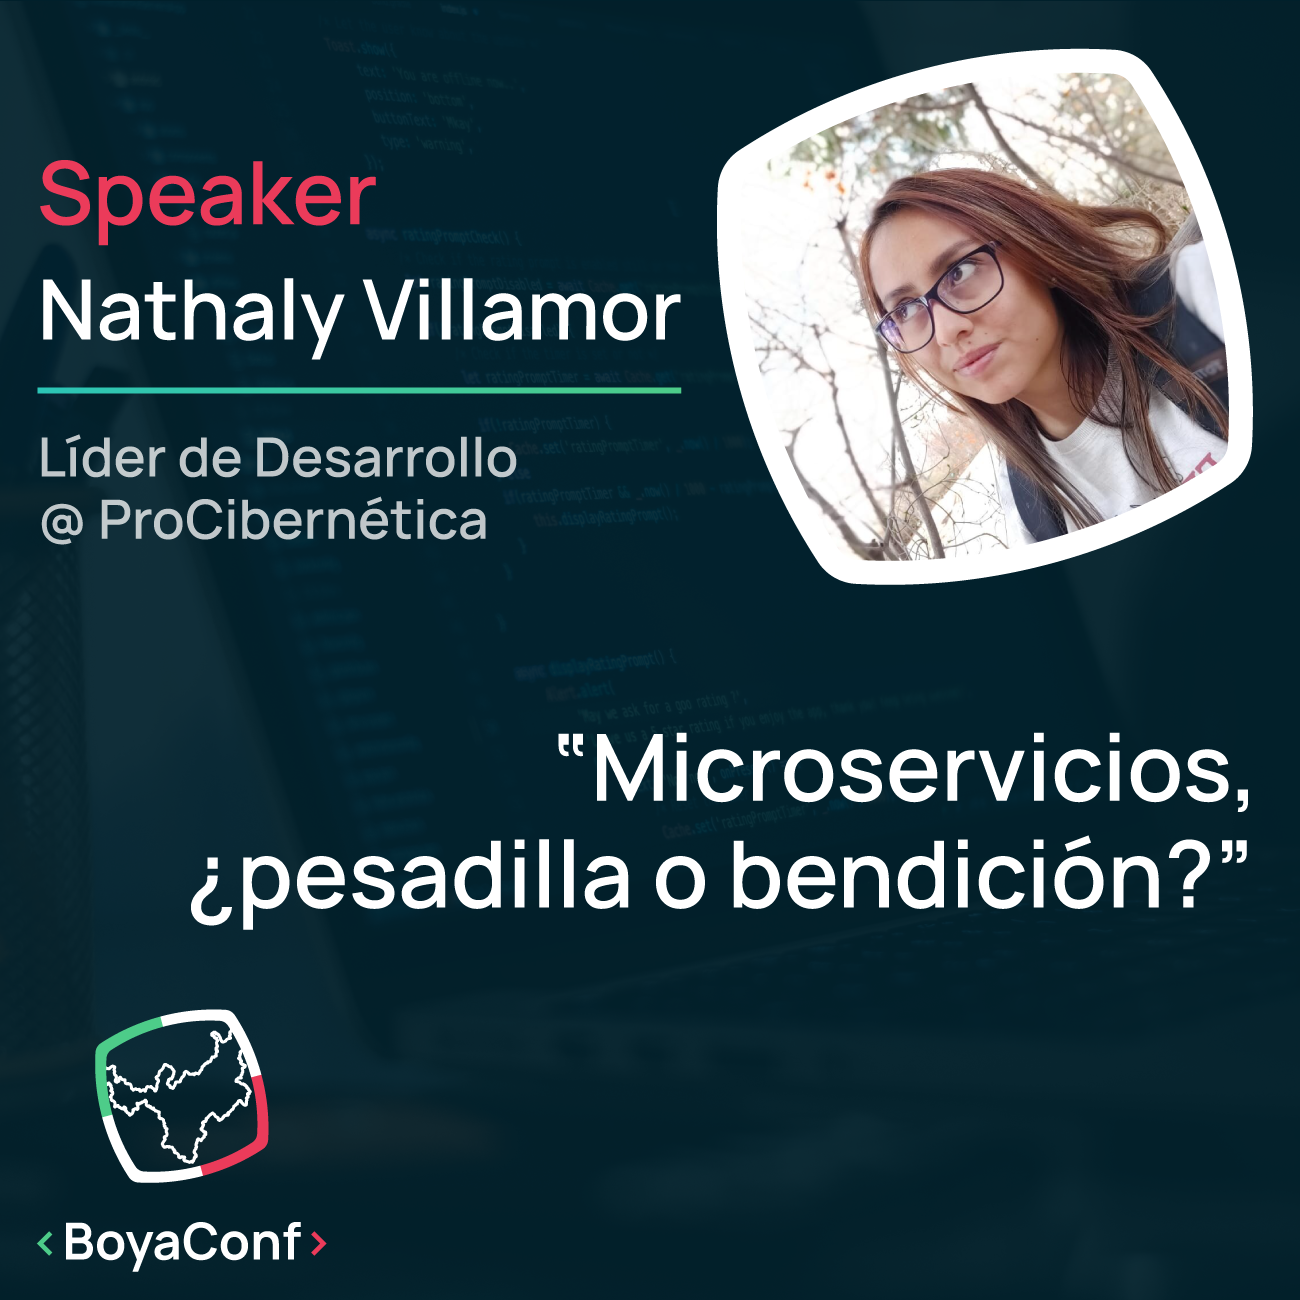 Speaker
Nathaly Villamor
Líder de Desarrollo
@ ProCibernética
“Microservicios,
¿pesadilla o bendición?”
<BoyaConf>